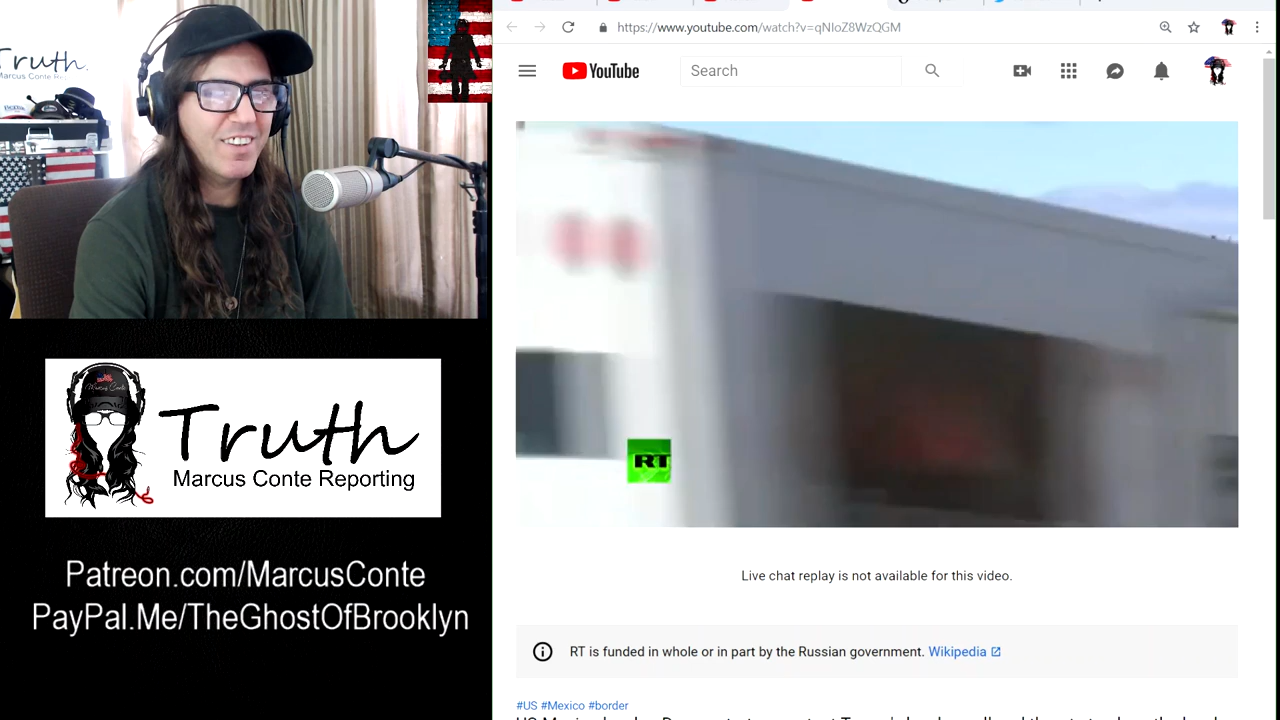 Truth.
https://www.youtube.com/watch?v=qNIoZ8WzQGM
YouTube
Search
RT
Live chat replay is not available for this video.
RT is funded in whole or in part by the Russian government. Wikipedia
#US #Mexico #border
Truth
Marcus Conte Reporting
Patreon.com/MarcusConte
PayPal.Me/TheGhostOfBrooklyn